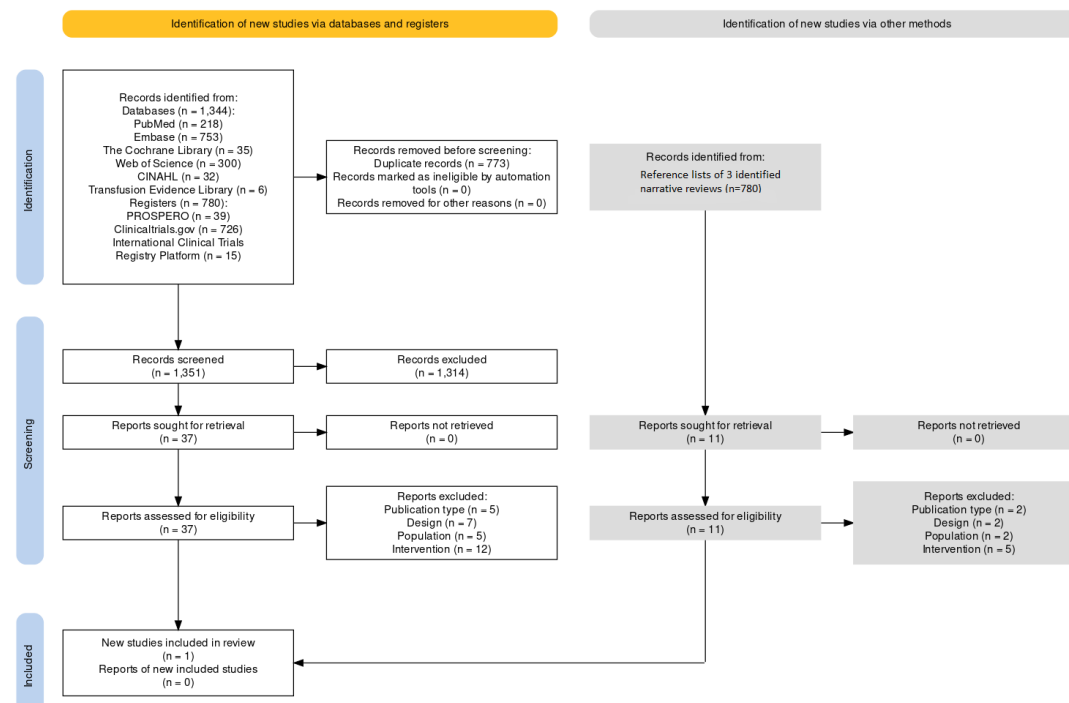 Identification of new studies via databases and registers
Identification of new studies via other methods
Identification
Records identified from:
Databases (n = 1,344):
PubMed (n = 218)
Embase (n = 753)
The Cochrane Library (n = 35)
Web of Science (n = 300)
CINAHL (n = 32)
Transfusion Evidence Library (n = 6)
Registers (n = 780):
PROSPERO (n = 39)
Clinicaltrials.gov (n = 726)
International Clinical Trials
Registry Platform (n = 15)
Records removed before screening:
Duplicate records (n = 773)
Records marked as ineligible by automation
tools (n = 0)
Records removed for other reasons (n = 0)
Records identified from:
Reference lists of 3 identified
narrative reviews (n=780)
Screening
Records screened
(n = 1,351)
Records excluded
(n = 1,314)
Reports sought for retrieval
(n = 37)
Reports not retrieved
(n = 0)
Reports sought for retrieval
(n = 11)
Reports not retrieved
(n = 0)
Reports assessed for eligibility
(n = 37)
Reports excluded:
Publication type (n = 5)
Design (n = 7)
Population (n = 5)
Intervention (n = 12)
Reports assessed for eligibility
(n = 11)
Reports excluded:
Publication type (n = 2)
Design (n = 2)
Population (n = 2)
Intervention (n = 5)
Included
New studies included in review
(n = 1)
Reports of new included studies
(n = 0)